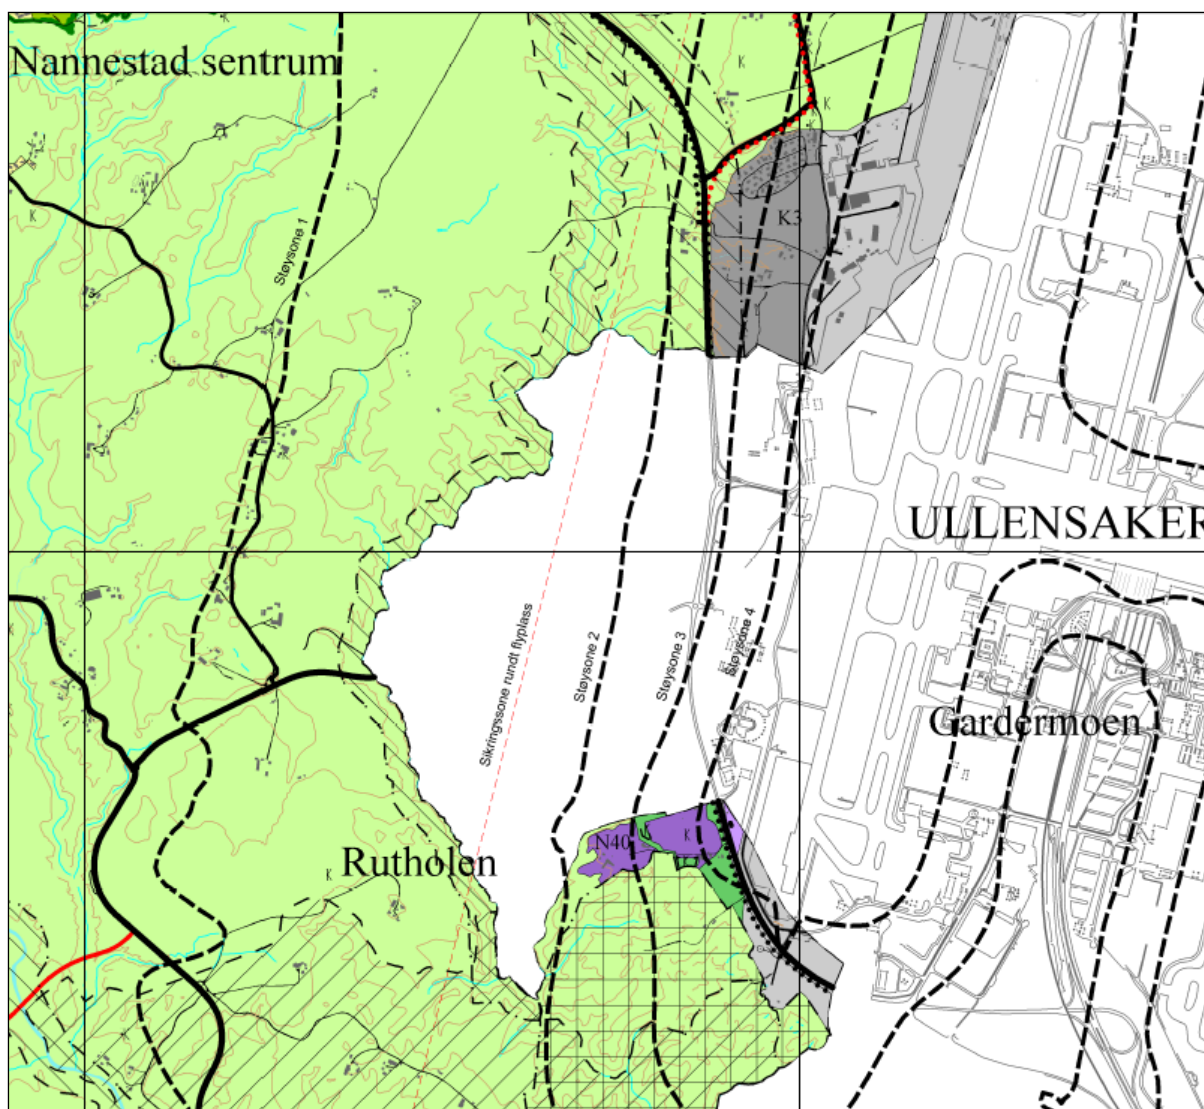 Nannestad sentrum
K
K
K
K
K3
Støysone 1
ULLENSAKER
Sikringssone rundt flyplass
Støysone 2
Støysone 3
Støysone 4
Gardermoen
N40
K
Rutholen
K